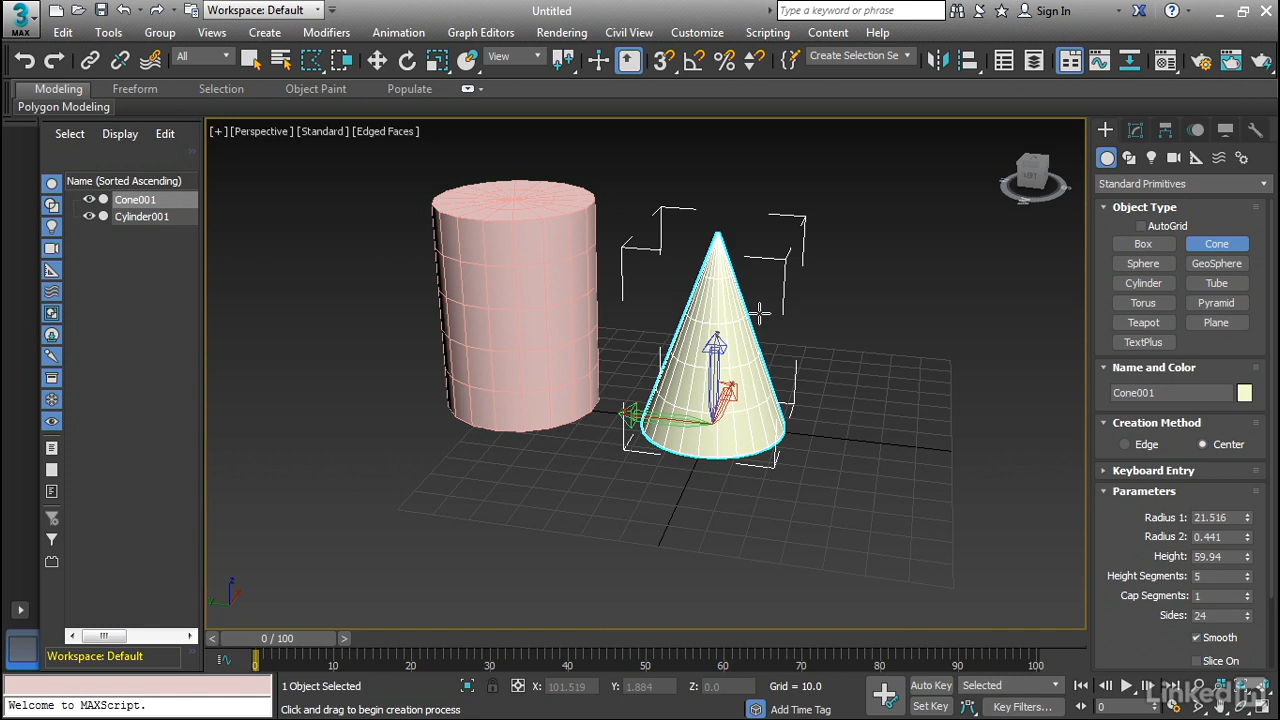 3
MAX
Workspace: Default
Untitled
Type a keyword or phrase
Sign In
Edit Tools Group Views Create Modifiers Animation Graph Editors Rendering Civil View Customize Scripting Content Help
All
View
Create Selection Se
Modeling Freeform Selection Object Paint Populate
Polygon Modeling
Select Display Edit
Name (Sorted Ascending)
Cone001
Cylinder001
[+] [Perspective] [Standard] [Edged Faces]
Standard Primitives
Object Type
AutoGrid
Box Cone
Sphere GeoSphere
Cylinder Tube
Torus Pyramid
Teapot Plane
TextPlus
Name and Color
Cone001
Creation Method
Edge Center
Keyboard Entry
Parameters
Radius 1: 21.516
Radius 2: 0.441
Height: 59.94
Height Segments: 5
Cap Segments: 1
Sides: 24
Smooth
Slice On
z
x
y
0 / 100
Workspace: Default
0 10 20 30 40 50 60 70 80 90 100
1 Object Selected
X: 101.519 Y: 1.884 Z: 0.0 Grid = 10.0
Auto Key Selected
Welcome to MAXScript.
Click and drag to begin creation process
Add Time Tag
Set Key Key Filters...
0
LinkedIn